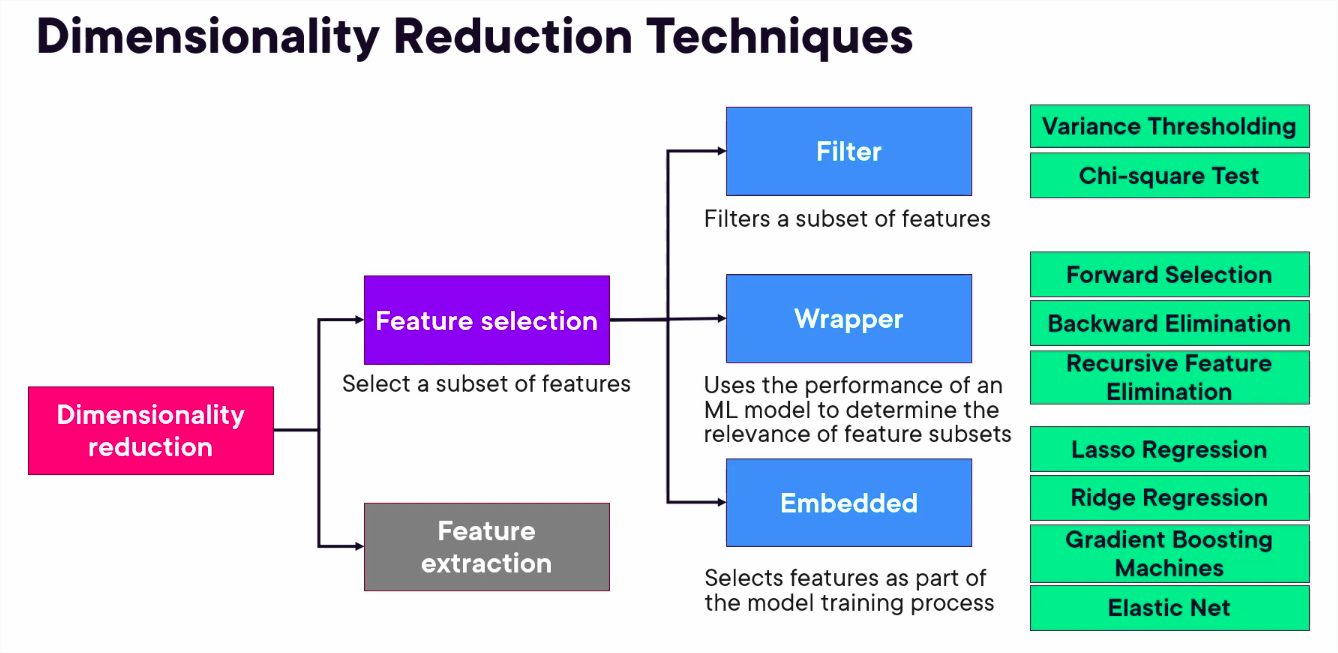 Dimensionality Reduction Techniques
Filter
Filters a subset of features
Variance Thresholding
Chi-square Test
Feature selection
Select a subset of features
Wrapper
Uses the performance of an
ML model to determine the
relevance of feature subsets
Forward Selection
Backward Elimination
Recursive Feature
Elimination
Dimensionality
reduction
Embedded
Selects features as part of
the model training process
Lasso Regression
Ridge Regression
Gradient Boosting
Machines
Elastic Net
Feature
extraction